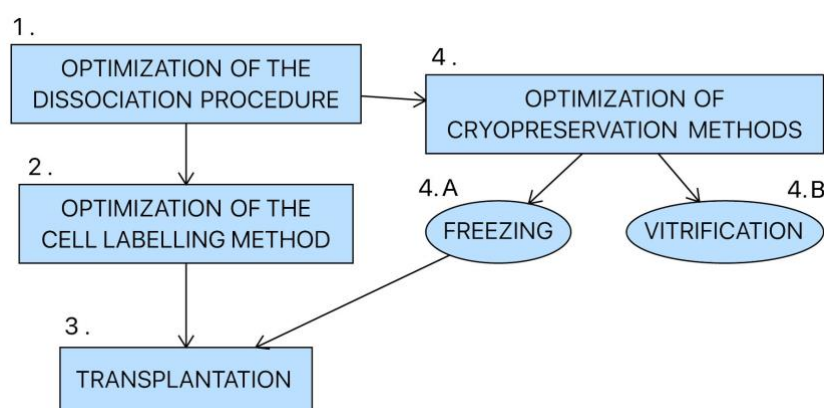 1.
OPTIMIZATION OF THE
DISSOCIATION PROCEDURE
4.
OPTIMIZATION OF
CRYOPRESERVATION METHODS
2.
OPTIMIZATION OF THE
CELL LABELLING METHOD
4.A
FREEZING
4.B
VITRIFICATION
3.
TRANSPLANTATION